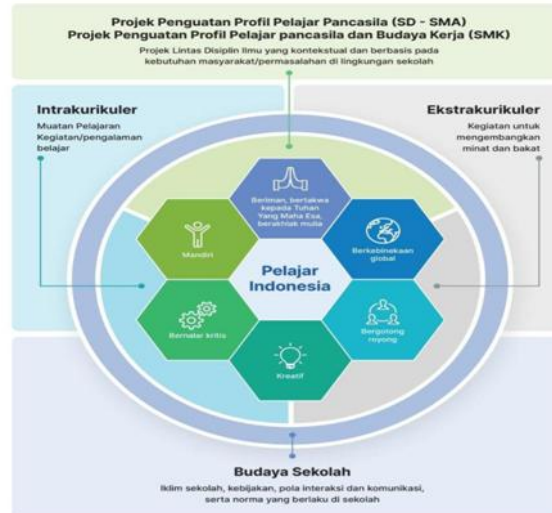 Projek Penguatan Profil Pelajar Pancasila (SD - SMA)
Projek Penguatan Profil Pelajar pancasila dan Budaya Kerja (SMK)
Projek Lintas Disiplin Ilmu yang kontekstual dan berbasis pada
kebutuhan masyarakat/permasalahan di lingkungan sekolah
Intrakurikuler
Muatan Pelajaran
Kegiatan/pengalaman
belajar
Ekstrakurikuler
Kegiatan untuk
mengembangkan
minat dan bakat
Beriman, bertakwa
kepada Tuhan
Yang Maha Esa,
berakhlak mulia
Mandiri
Berkebinekaan
global
Pelajar
Indonesia
Bernalar kritis
Bergotong
royong
Kreatif
Budaya Sekolah
Iklim sekolah, kebijakan, pola interaksi dan komunikasi,
serta norma yang berlaku di sekolah